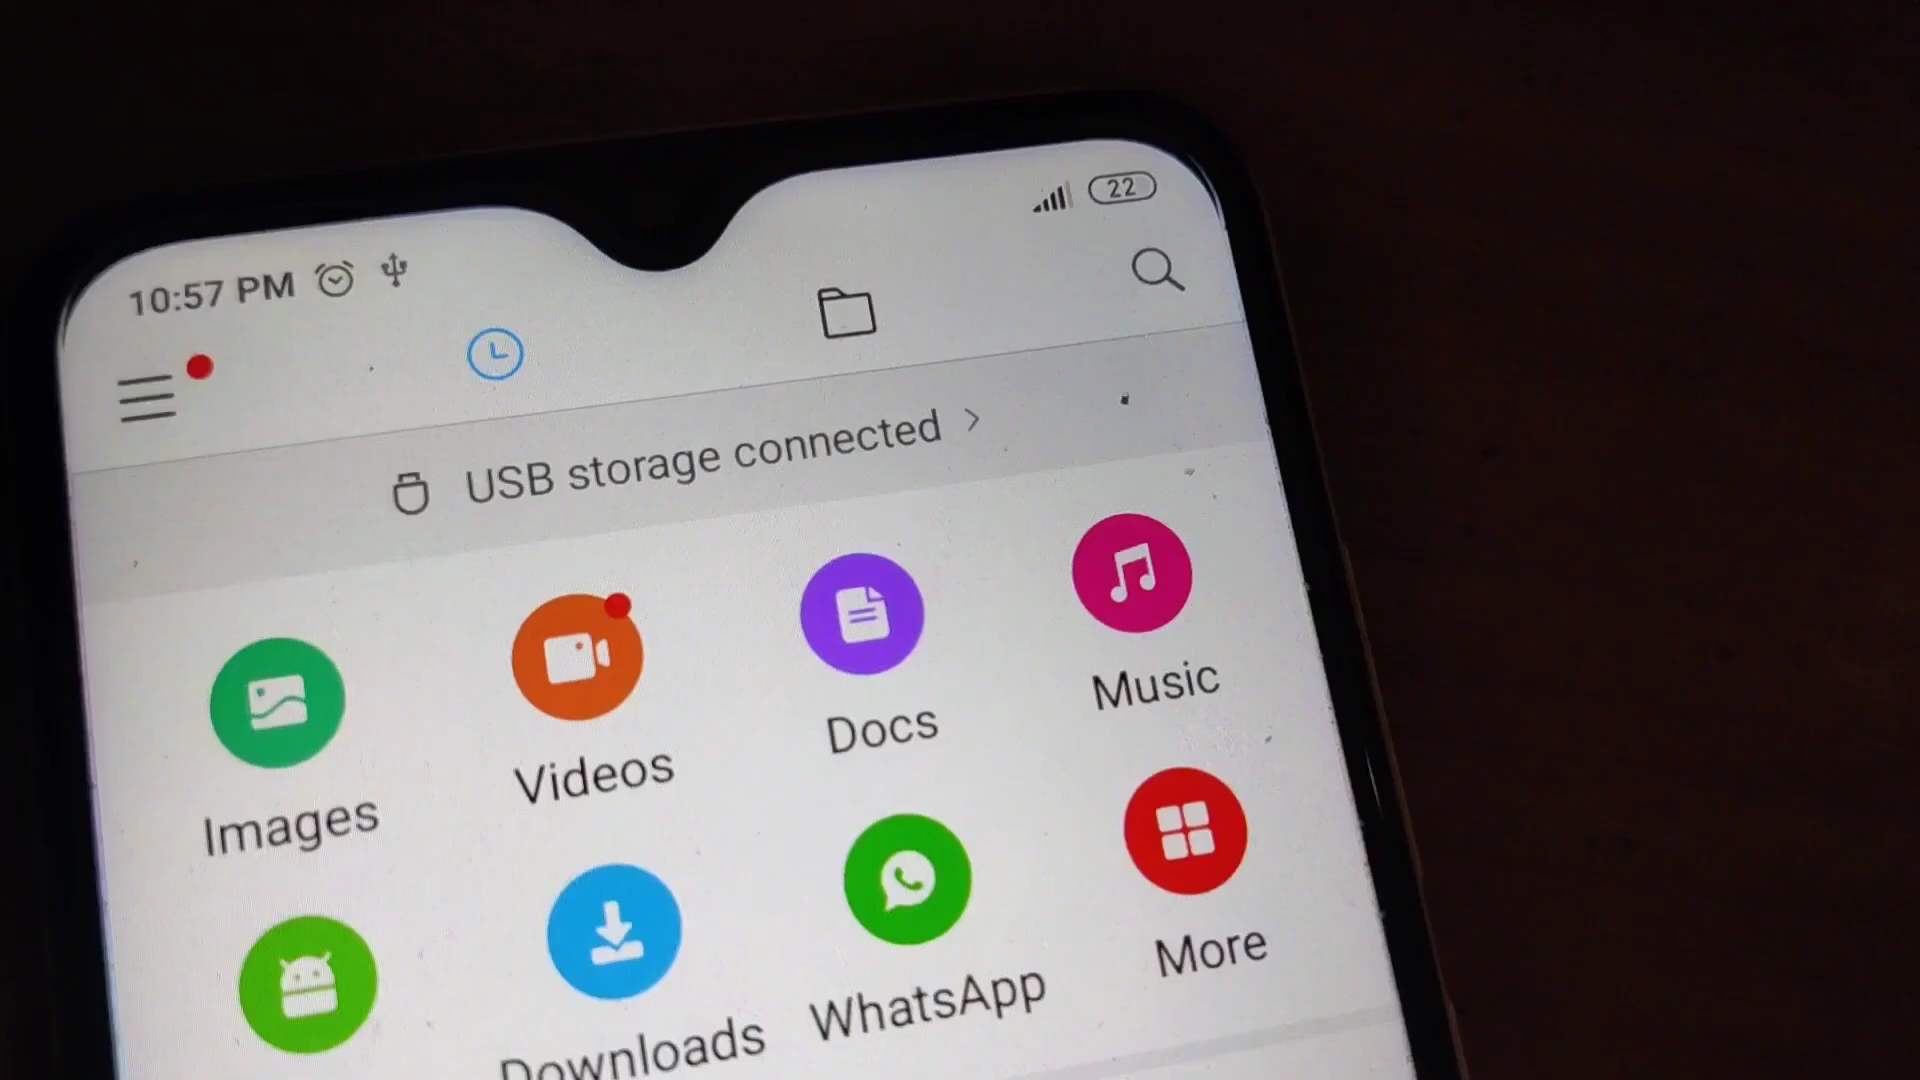 10:57 PM
22
USB storage connected
Images
Videos
Docs
Music
Downloads
WhatsApp
More